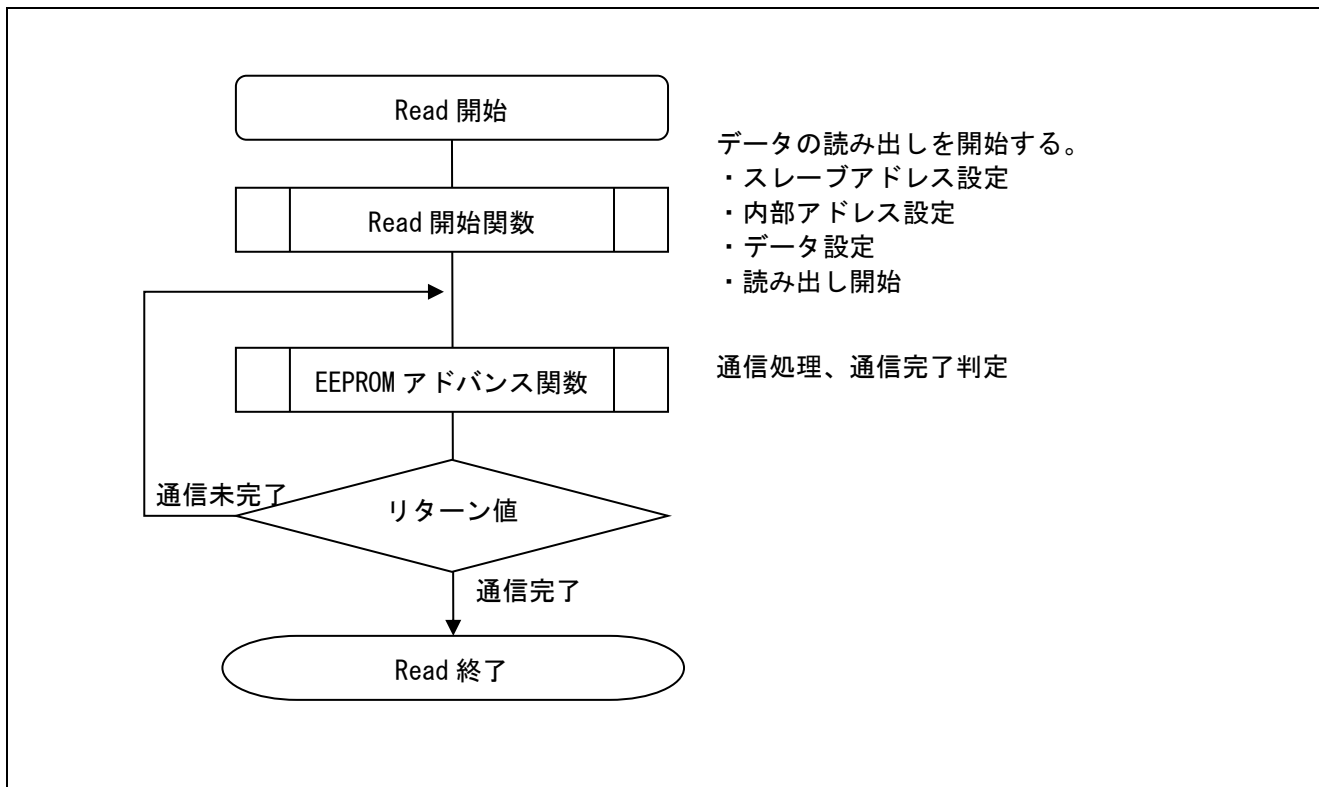 Read 開始
データの読み出しを開始する。
・スレーブアドレス設定
・内部アドレス設定
・データ設定
・読み出し開始
Read 開始関数
EEPROM アドバンス関数
通信処理、通信完了判定
通信未完了
リターン値
通信完了
Read 終了